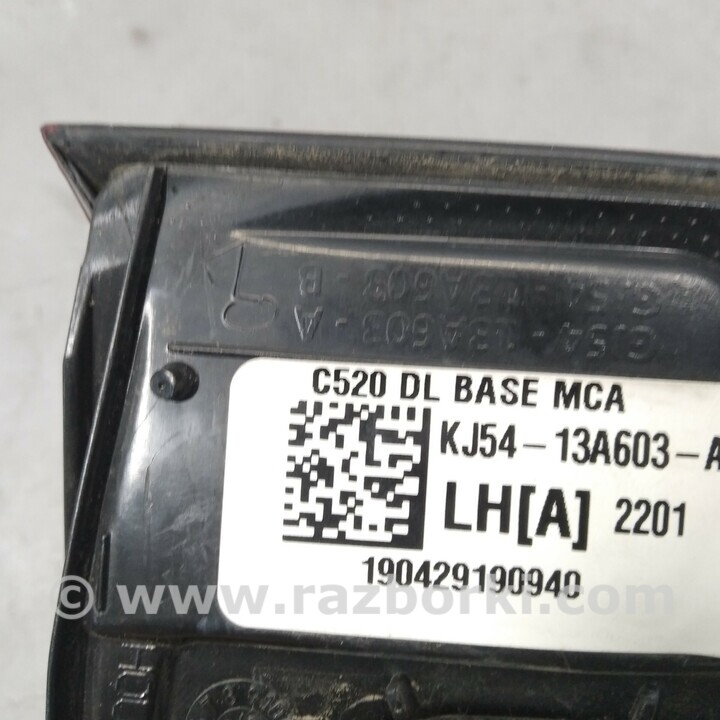 C520 DL BASE MCA
KJ54-13A603-A
LH[A] 2201
190429190940
© www.razborki.com